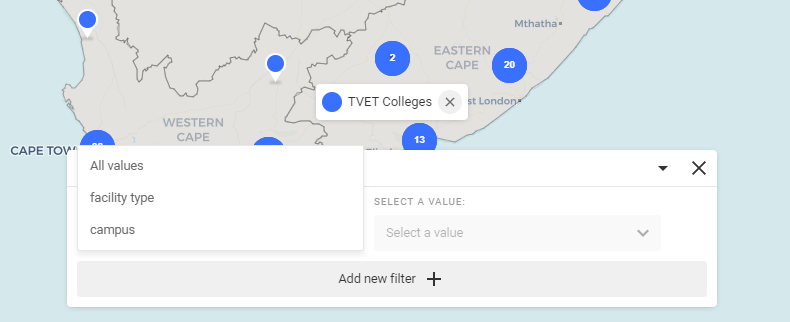 Mthatha
EASTERN
CAPE
2
20
TVET Colleges
st London
WESTERN
CAPE
13
CAPE TOW
All values
facility type
campus
SELECT A VALUE:
Select a value
Add new filter